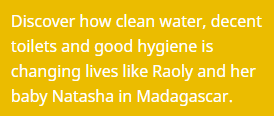 Discover how clean water, decent
toilets and good hygiene is
changing lives like Raoly and her
baby Natasha in Madagascar.